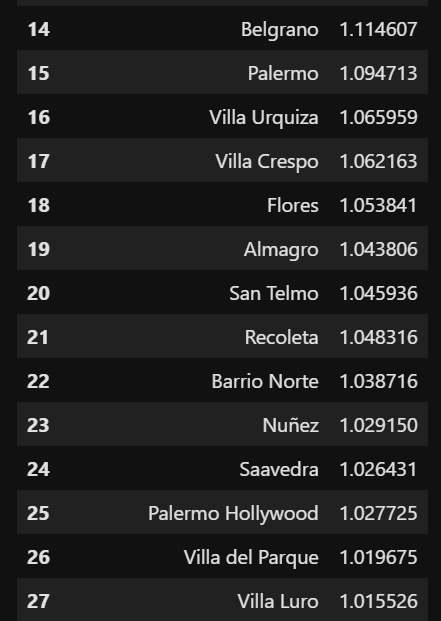 14 Belgrano 1.114607
15 Palermo 1.094713
16 Villa Urquiza 1.065959
17 Villa Crespo 1.062163
18 Flores 1.053841
19 Almagro 1.043806
20 San Telmo 1.045936
21 Recoleta 1.048316
22 Barrio Norte 1.038716
23 Nuñez 1.029150
24 Saavedra 1.026431
25 Palermo Hollywood 1.027725
26 Villa del Parque 1.019675
27 Villa Luro 1.015526